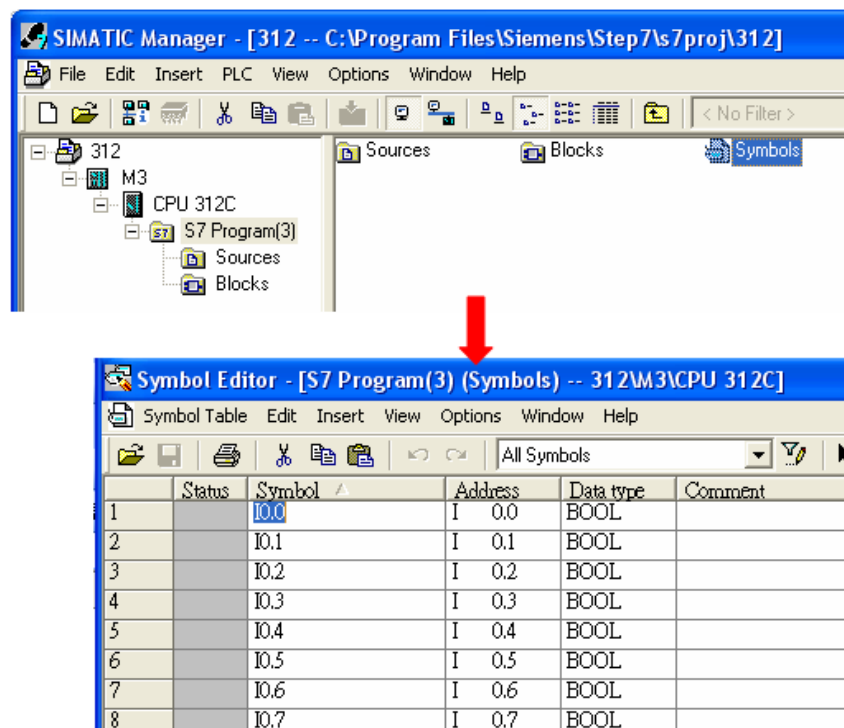 SIMATIC Manager - [312 -- C:\Program Files\Siemens\Step7\s7proj\312]
File Edit Insert PLC View Options Window Help
< No Filter >
312
M3
CPU 312C
S7 Program(3)
Sources
Blocks
Sources Blocks Symbols
Symbol Editor - [S7 Program(3) (Symbols) -- 312\M3\CPU 312C]
Symbol Table Edit Insert View Options Window Help
All Symbols
Status Symbol Address Data type Comment
1 I0.0 I 0.0 BOOL
2 I0.1 I 0.1 BOOL
3 I0.2 I 0.2 BOOL
4 I0.3 I 0.3 BOOL
5 I0.4 I 0.4 BOOL
6 I0.5 I 0.5 BOOL
7 I0.6 I 0.6 BOOL
8 I0.7 I 0.7 BOOL